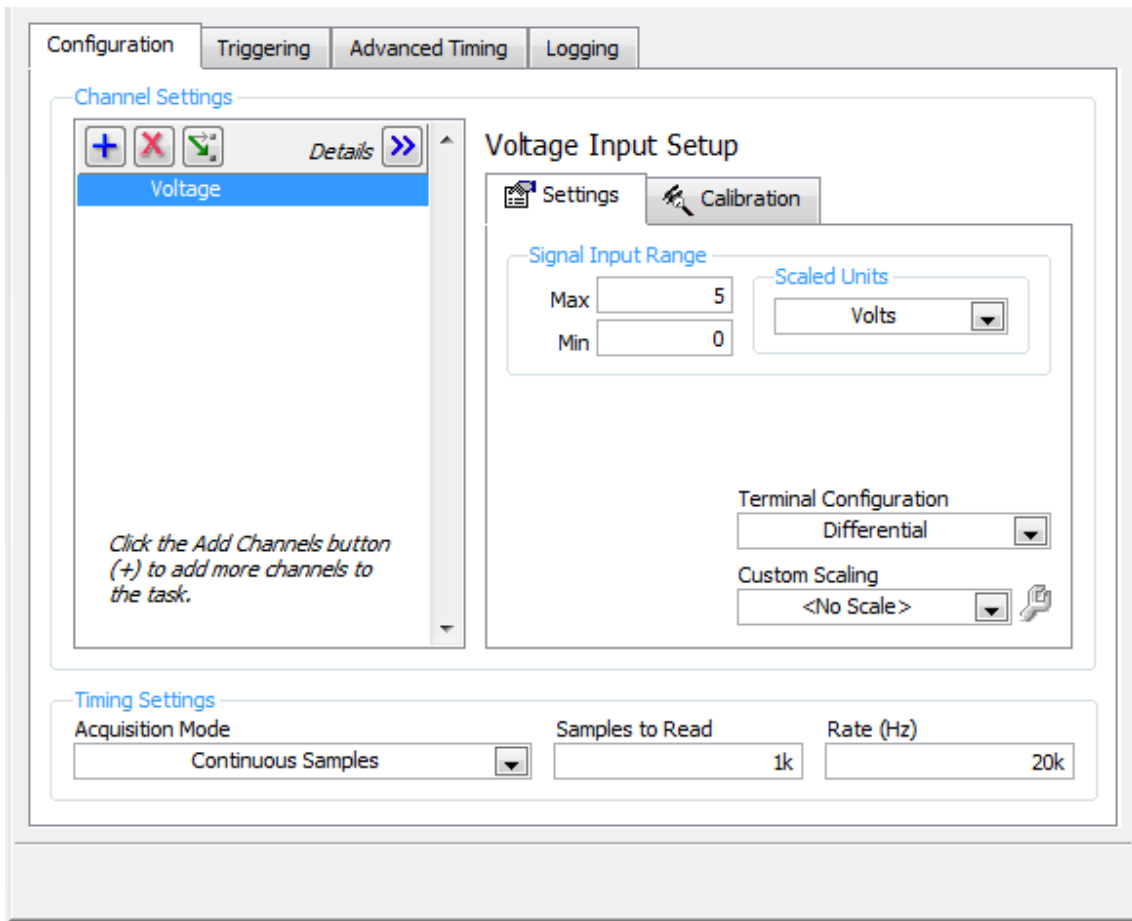 Configuration
Triggering
Advanced Timing
Logging
Channel Settings
Details
Voltage
Click the Add Channels button
(+) to add more channels to
the task.
Voltage Input Setup
Settings
Calibration
Signal Input Range
Max 5
Min 0
Scaled Units
Volts
Terminal Configuration
Differential
Custom Scaling
<No Scale>
Timing Settings
Acquisition Mode
Continuous Samples
Samples to Read
1k
Rate (Hz)
20k